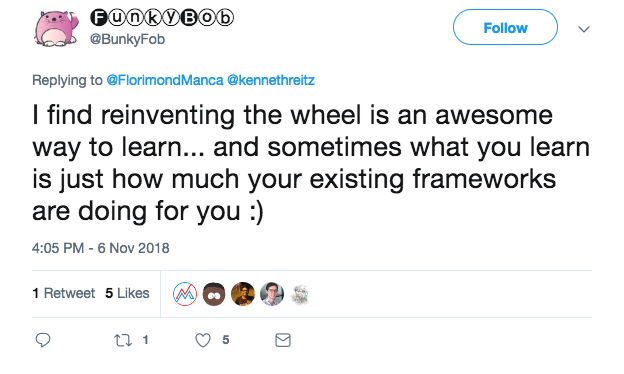 🅕ⓤⓝⓚⓨ🅑ⓞⓑ
@BunkyFob
Follow
Replying to @FlorimondManca @kennethreitz
I find reinventing the wheel is an awesome
way to learn... and sometimes what you learn
is just how much your existing frameworks
are doing for you :)
4:05 PM - 6 Nov 2018
1 Retweet 5 Likes
1 5